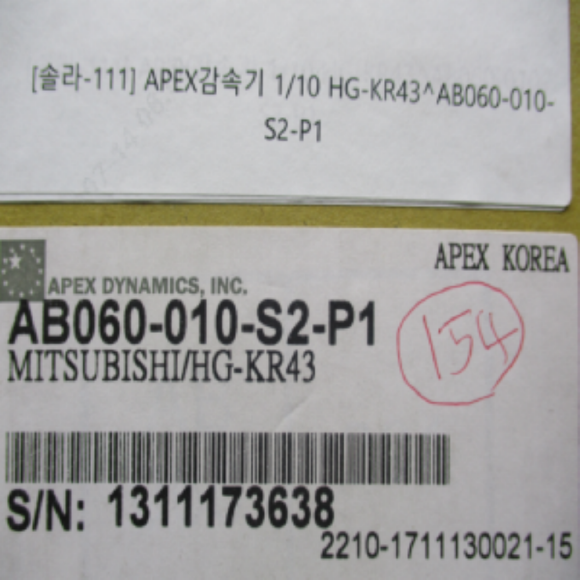 [솔라-111] APEX감속기 1/10 HG-KR43^AB060-010-
S2-P1
APEX KOREA
APEX DYNAMICS, INC.
AB060-010-S2-P1
154
MITSUBISHI/HG-KR43
S/N: 1311173638
2210-1711130021-15